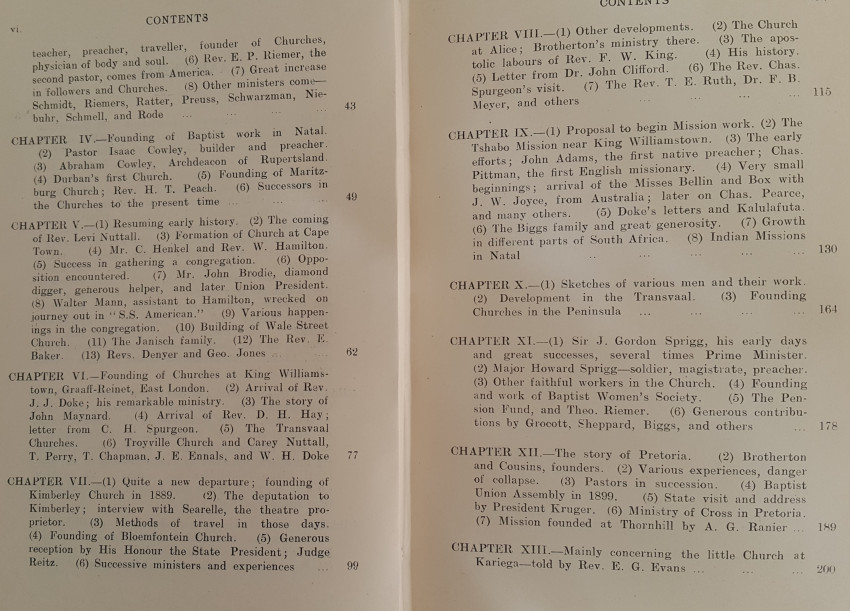 vi.
CONTENTS
teacher, preacher, traveller, founder of Churches,
physician of body and soul. (6) Rev. E. P. Riemer, the
second pastor, comes from America. (7) Great increase
in followers and Churches. (8) Other ministers come—
Schmidt, Riemers, Ratter, Preuss, Schwarzman, Nie-
buhr, Schmell, and Rode ... ... ... 43
CHAPTER IV.—Founding of Baptist work in Natal.
(2) Pastor Isaac Cowley, builder and preacher.
(3) Abraham Cowley, Archdeacon of Rupertsland.
(4) Durban's first Church. (5) Founding of Maritz-
burg Church; Rev. H. T. Peach. (6) Successors in
the Churches to the present time ... ... ... 49
CHAPTER V.—(1) Resuming early history. (2) The coming
of Rev. Levi Nuttall. (3) Formation of Church at Cape
Town. (4) Mr. C. Henkel and Rev. W. Hamilton.
(5) Success in gathering a congregation. (6) Oppo-
sition encountered. (7) Mr. John Brodie, diamond
digger, generous helper, and later Union President.
(8) Walter Mann, assistant to Hamilton, wrecked on
journey out in "S.S. American." (9) Various happen-
ings in the congregation. (10) Building of Wale Street
Church. (11) The Janisch family. (12) The Rev. E.
Baker. (13) Revs. Denyer and Geo. Jones ... ... 62
CHAPTER VI.—Founding of Churches at King Williams-
town, Graaff-Reinet, East London. (2) Arrival of Rev.
J. J. Doke; his remarkable ministry. (3) The story of
John Maynard. (4) Arrival of Rev. D. H. Hay;
letter from C. H. Spurgeon. (5) The Transvaal
Churches. (6) Troyville Church and Carey Nuttall,
T. Perry, T. Chapman, J. E. Ennals, and W. H. Doke 77
CHAPTER VII.—(1) Quite a new departure; founding of
Kimberley Church in 1889. (2) The deputation to
Kimberley; interview with Searelle, the theatre pro-
prietor. (3) Methods of travel in those days.
(4) Founding of Bloemfontein Church. (5) Generous
reception by His Honour the State President; Judge
Reitz. (6) Successive ministers and experiences ... 99
CONTENTS
CHAPTER VIII.—(1) Other developments. (2) The Church
at Alice; Brotherton's ministry there. (3) The apos-
tolic labours of Rev. F. W. King. (4) His history.
(5) Letter from Dr. John Clifford. (6) The Rev. Chas.
Spurgeon's visit. (7) The Rev. T. E. Ruth, Dr. F. B.
Meyer, and others ... ... ... ... 115
CHAPTER IX.—(1) Proposal to begin Mission work. (2) The
Tshabo Mission near King Williamstown. (3) The early
efforts; John Adams, the first native preacher; Chas.
Pittman, the first English missionary. (4) Very small
beginnings; arrival of the Misses Bellin and Box with
J. W. Joyce, from Australia; later on Chas. Pearce,
and many others. (5) Doke's letters and Kalulafuta.
(6) The Biggs family and great generosity. (7) Growth
in different parts of South Africa. (8) Indian Missions
in Natal .. ... ... ... ... 130
CHAPTER X.—(1) Sketches of various men and their work.
(2) Development in the Transvaal. (3) Founding
Churches in the Peninsula ... ... ... ... 164
CHAPTER XI.—(1) Sir J. Gordon Sprigg, his early days
and great successes, several times Prime Minister.
(2) Major Howard Sprigg—soldier, magistrate, preacher.
(3) Other faithful workers in the Church. (4) Founding
and work of Baptist Women's Society. (5) The Pen-
sion Fund, and Theo. Riemer. (6) Generous contribu-
tions by Grocott, Sheppard, Biggs, and others ... 178
CHAPTER XII.—The story of Pretoria. (2) Brotherton
and Cousins, founders. (2) Various experiences, danger
of collapse. (3) Pastors in succession. (4) Baptist
Union Assembly in 1899. (5) State visit and address
by President Kruger. (6) Ministry of Cross in Pretoria.
(7) Mission founded at Thornhill by A. G. Ranier ... 189
CHAPTER XIII.—Mainly concerning the little Church at
Kariega—told by Rev. E. G. Evans ... ... ... 200